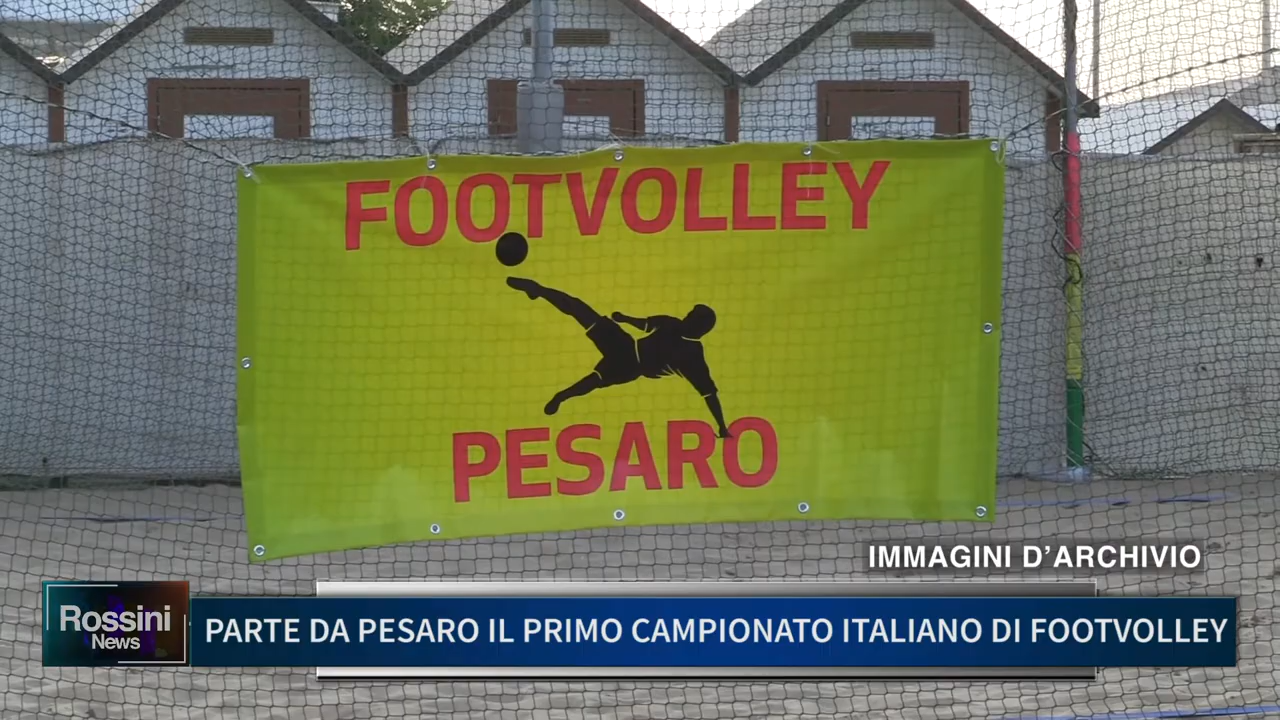 FOOTVOLLEY
PESARO
IMMAGINI D'ARCHIVIO
Rossini
News
PARTE DA PESARO IL PRIMO CAMPIONATO ITALIANO DI FOOTVOLLEY